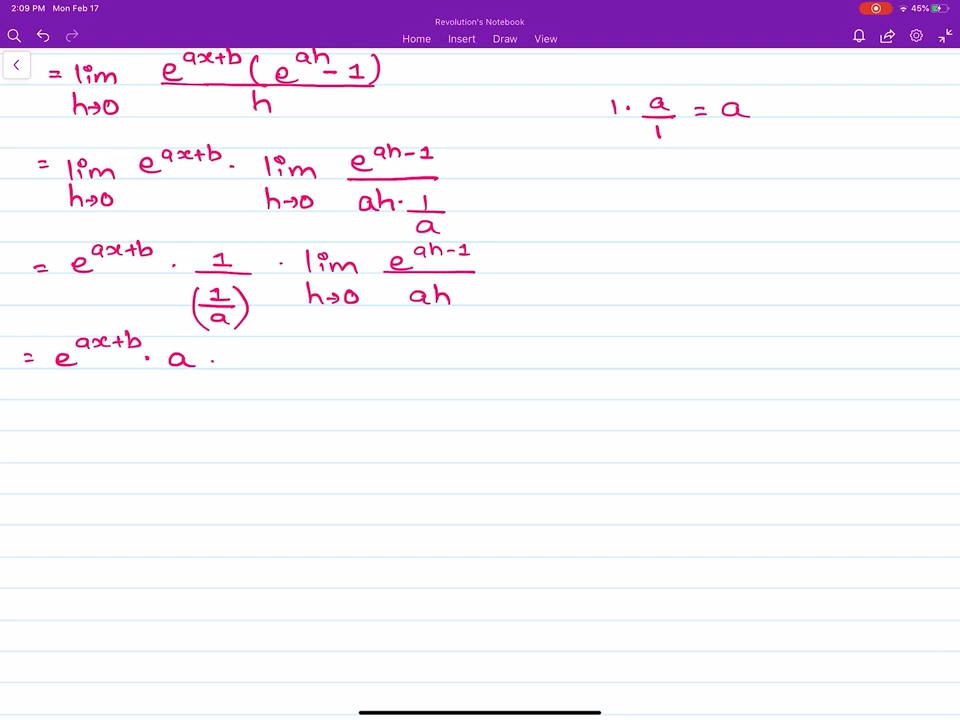 2:09 PM Mon Feb 17 45%
Revolution's Notebook
Home Insert Draw View
= lim h→0 e^(ax+b) (e^(ah) - 1) / h
1 · a/1 = a
= lim h→0 e^(ax+b) · lim h→0 e^(ah-1) / (ah · 1/a)
= e^(ax+b) · 1/(1/a) · lim h→0 e^(ah-1) / ah
= e^(ax+b) · a ·